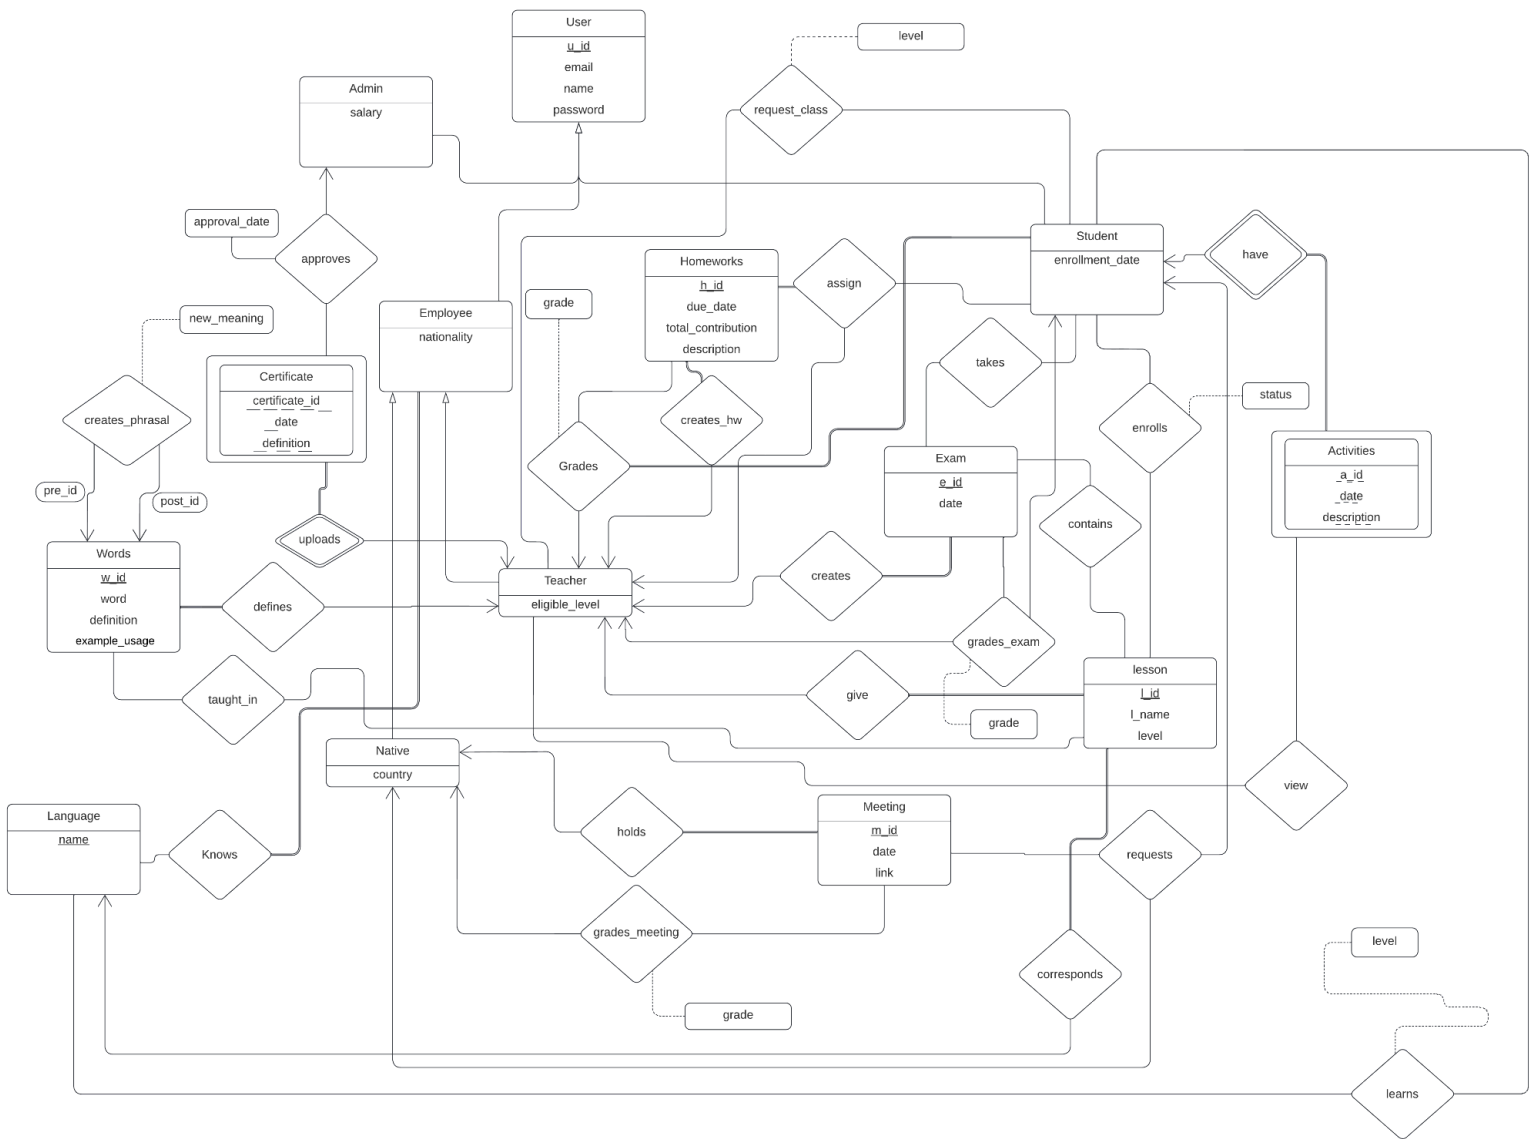 User
u_id
email
name
password
level
Admin
salary
request_class
approval_date
approves
Student
enrollment_date
have
Homeworks
h_id
due_date
total_contribution
description
assign
grade
new_meaning
Employee
nationality
takes
Certificate
certificate_id
date
definition
creates_phrasal
creates_hw
enrolls
status
Grades
Exam
e_id
date
Activities
a_id
date
description
pre_id
post_id
contains
uploads
Words
w_id
word
definition
example_usage
defines
Teacher
eligible_level
creates
grades_exam
taught_in
give
lesson
l_id
l_name
level
grade
Native
country
view
Language
name
Knows
holds
Meeting
m_id
date
link
requests
grades_meeting
level
corresponds
grade
learns